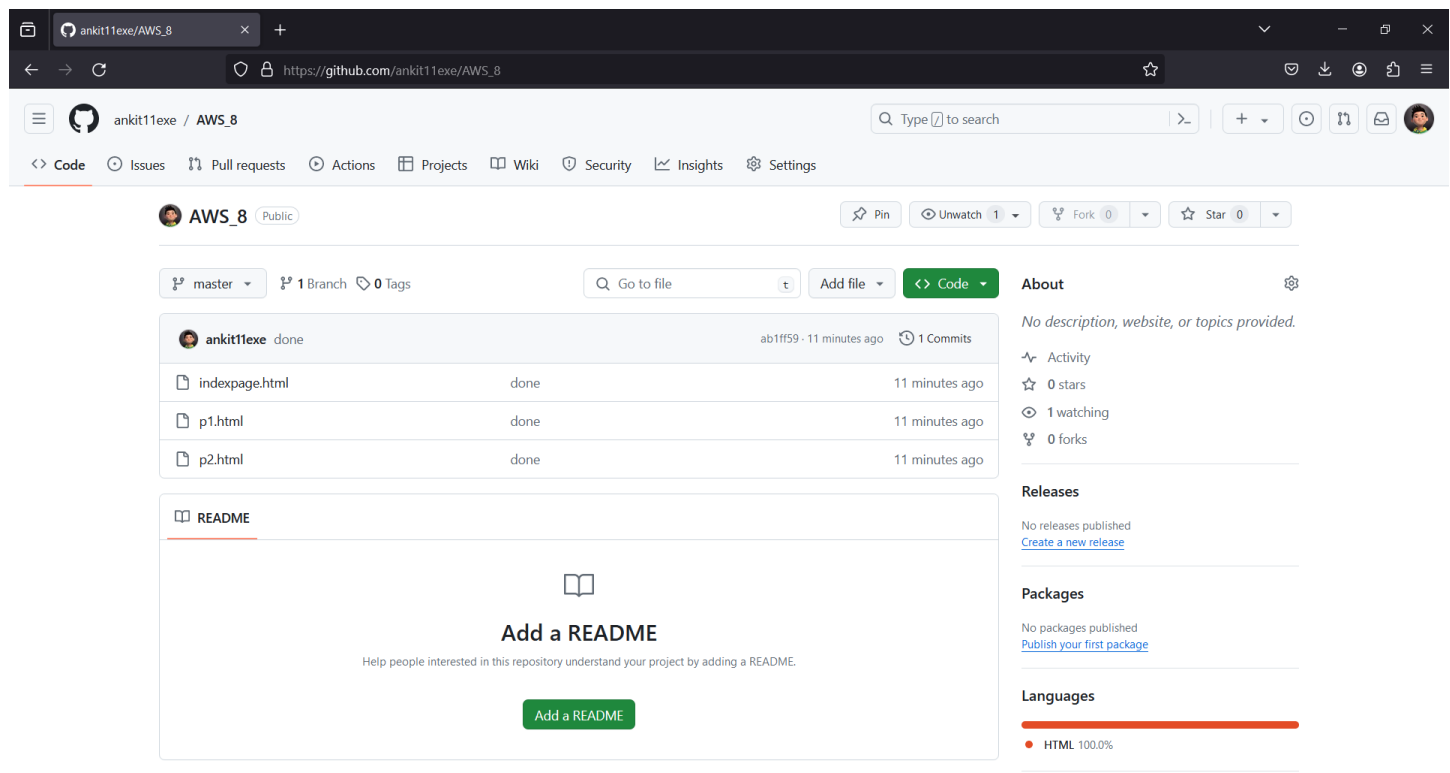 ankit11exe/AWS_8
https://github.com/ankit11exe/AWS_8
ankit11exe / AWS_8
Type / to search
Code Issues Pull requests Actions Projects Wiki Security Insights Settings
AWS_8 Public
Pin Unwatch 1 Fork 0 Star 0
master 1 Branch 0 Tags Go to file t Add file Code
ankit11exe done ab1ff59 · 11 minutes ago 1 Commits
indexpage.html done 11 minutes ago
p1.html done 11 minutes ago
p2.html done 11 minutes ago
README
Add a README
Help people interested in this repository understand your project by adding a README.
Add a README
About
No description, website, or topics provided.
Activity
0 stars
1 watching
0 forks
Releases
No releases published
Create a new release
Packages
No packages published
Publish your first package
Languages
HTML 100.0%